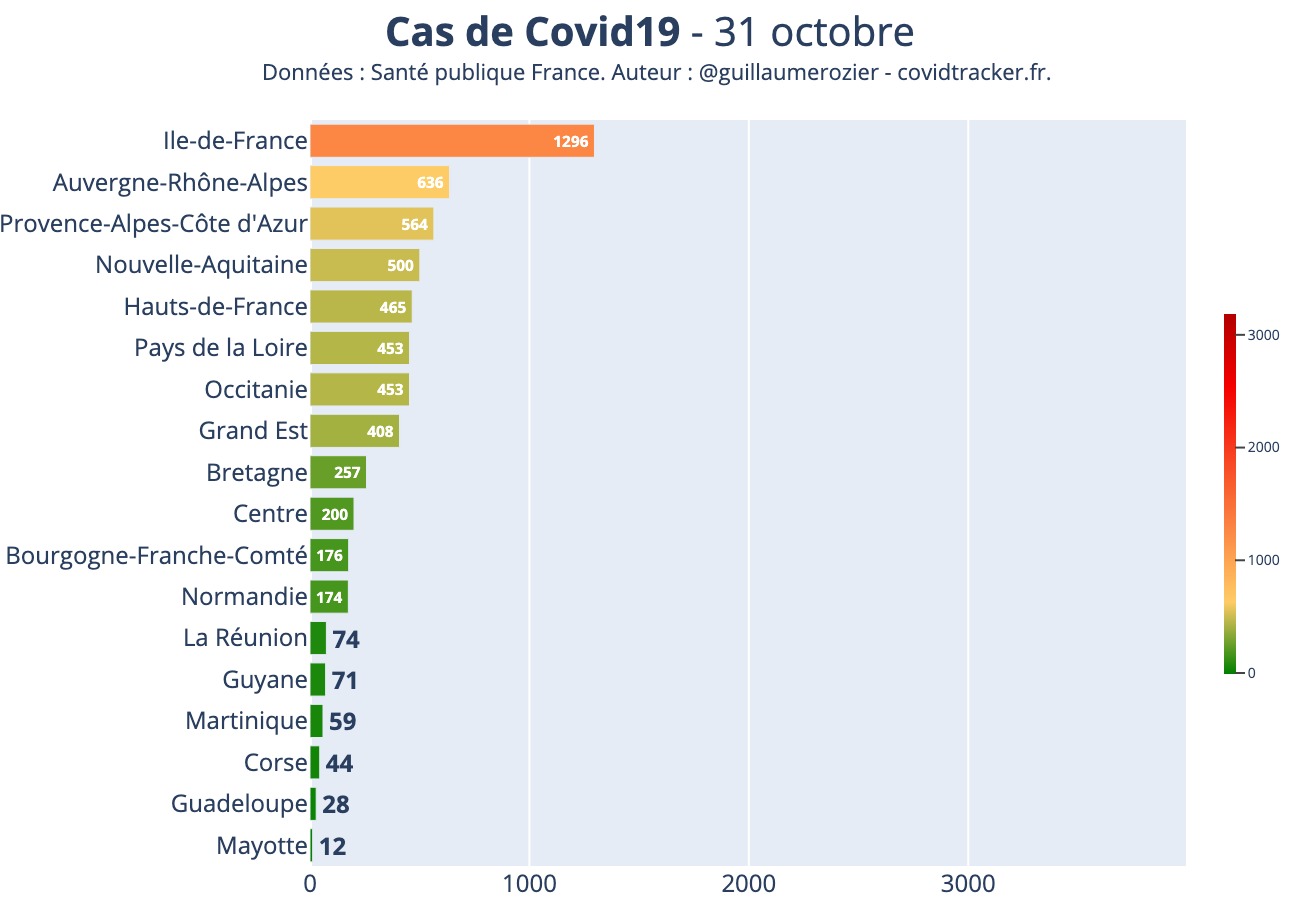 Cas de Covid19 - 31 octobre
Données : Santé publique France. Auteur : @guillaumerozier - covidtracker.fr.
Ile-de-France 1296
Auvergne-Rhône-Alpes 636
Provence-Alpes-Côte d'Azur 564
Nouvelle-Aquitaine 500
Hauts-de-France 465
Pays de la Loire 453
Occitanie 453
Grand Est 408
Bretagne 257
Centre 200
Bourgogne-Franche-Comté 176
Normandie 174
La Réunion 74
Guyane 71
Martinique 59
Corse 44
Guadeloupe 28
Mayotte 12
0 1000 2000 3000
3000
2000
1000
0